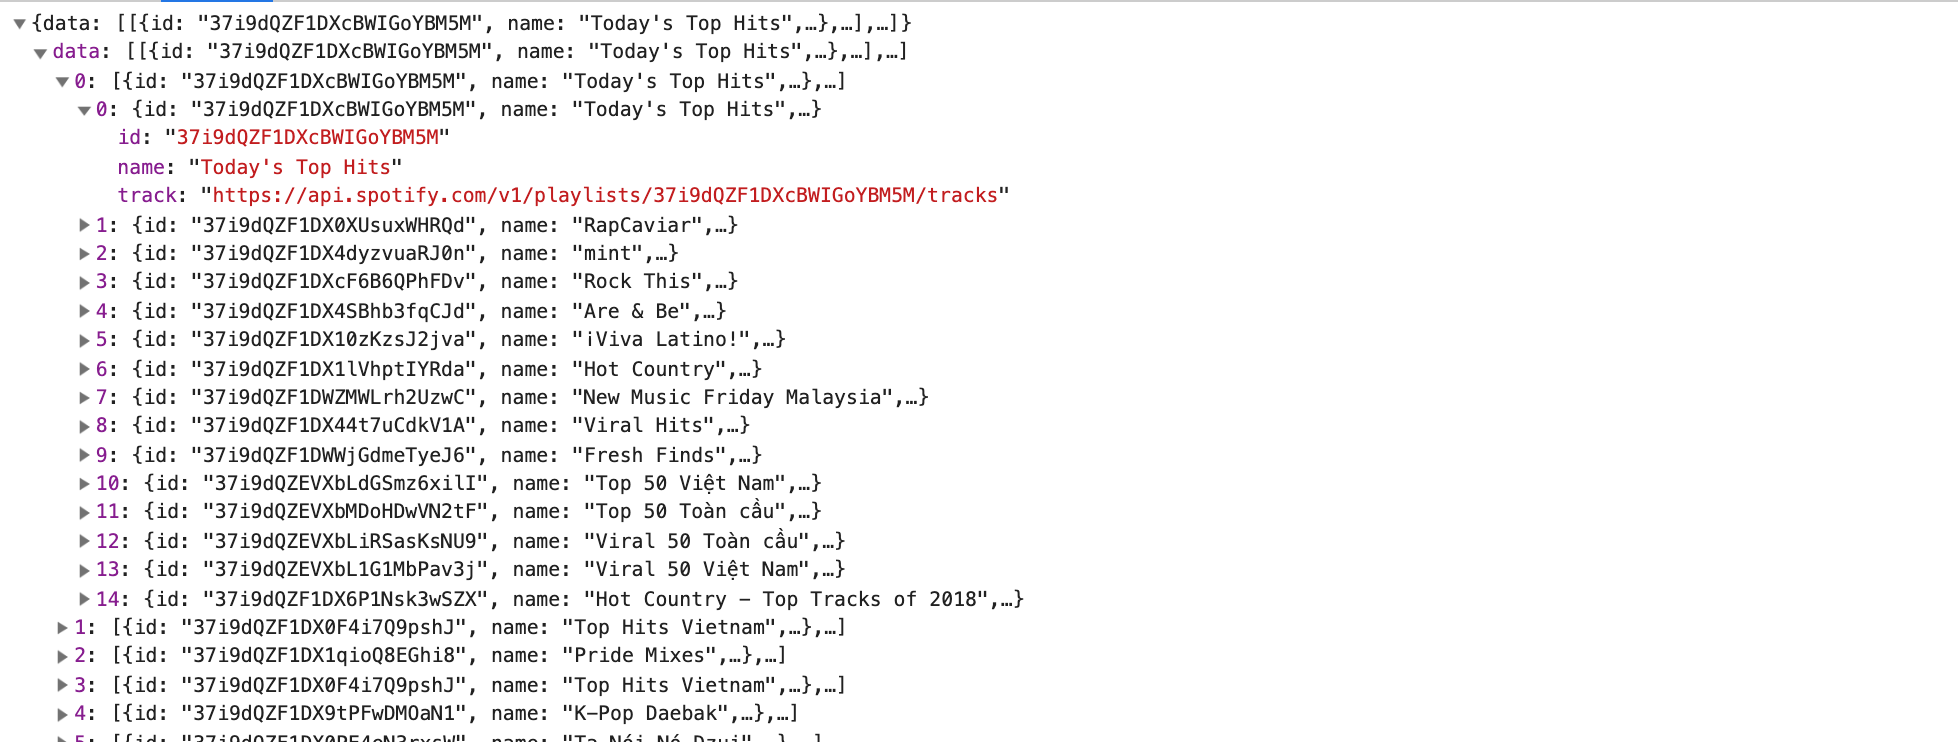 ▼{data: [[{id: "37i9dQZF1DXcBWIGoYBM5M", name: "Today's Top Hits",…},…],…]}
▼data: [[{id: "37i9dQZF1DXcBWIGoYBM5M", name: "Today's Top Hits",…},…],…]
▼0: [{id: "37i9dQZF1DXcBWIGoYBM5M", name: "Today's Top Hits",…},…]
▼0: {id: "37i9dQZF1DXcBWIGoYBM5M", name: "Today's Top Hits",…}
id: "37i9dQZF1DXcBWIGoYBM5M"
name: "Today's Top Hits"
track: "https://api.spotify.com/v1/playlists/37i9dQZF1DXcBWIGoYBM5M/tracks"
▶1: {id: "37i9dQZF1DX0XUsuxWHRQd", name: "RapCaviar",…}
▶2: {id: "37i9dQZF1DX4dyzvuaRJ0n", name: "mint",…}
▶3: {id: "37i9dQZF1DXcF6B6QPhFDv", name: "Rock This",…}
▶4: {id: "37i9dQZF1DX4SBhb3fqCJd", name: "Are & Be",…}
▶5: {id: "37i9dQZF1DX10zKzsJ2jva", name: "¡Viva Latino!",…}
▶6: {id: "37i9dQZF1DX1lVhptIYRda", name: "Hot Country",…}
▶7: {id: "37i9dQZF1DWZMWLrh2UzwC", name: "New Music Friday Malaysia",…}
▶8: {id: "37i9dQZF1DX44t7uCdkV1A", name: "Viral Hits",…}
▶9: {id: "37i9dQZF1DWWjGdmeTyeJ6", name: "Fresh Finds",…}
▶10: {id: "37i9dQZEVXbLdGSmz6xilI", name: "Top 50 Việt Nam",…}
▶11: {id: "37i9dQZEVXbMDoHDwVN2tF", name: "Top 50 Toàn cầu",…}
▶12: {id: "37i9dQZEVXbLiRSasKsNU9", name: "Viral 50 Toàn cầu",…}
▶13: {id: "37i9dQZEVXbL1G1MbPav3j", name: "Viral 50 Việt Nam",…}
▶14: {id: "37i9dQZF1DX6P1Nsk3wSZX", name: "Hot Country – Top Tracks of 2018",…}
▶1: [{id: "37i9dQZF1DX0F4i7Q9pshJ", name: "Top Hits Vietnam",…},…]
▶2: [{id: "37i9dQZF1DX1qioQ8EGhi8", name: "Pride Mixes",…},…]
▶3: [{id: "37i9dQZF1DX0F4i7Q9pshJ", name: "Top Hits Vietnam",…},…]
▶4: [{id: "37i9dQZF1DX9tPFwDMOaN1", name: "K-Pop Daebak",…},…]